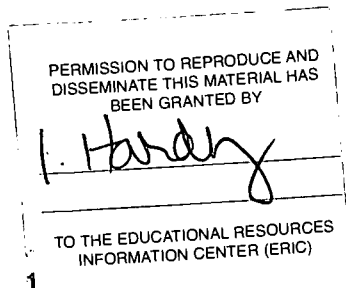 PERMISSION TO REPRODUCE AND
DISSEMINATE THIS MATERIAL HAS
BEEN GRANTED BY
I. Hardy
TO THE EDUCATIONAL RESOURCES
INFORMATION CENTER (ERIC)
1